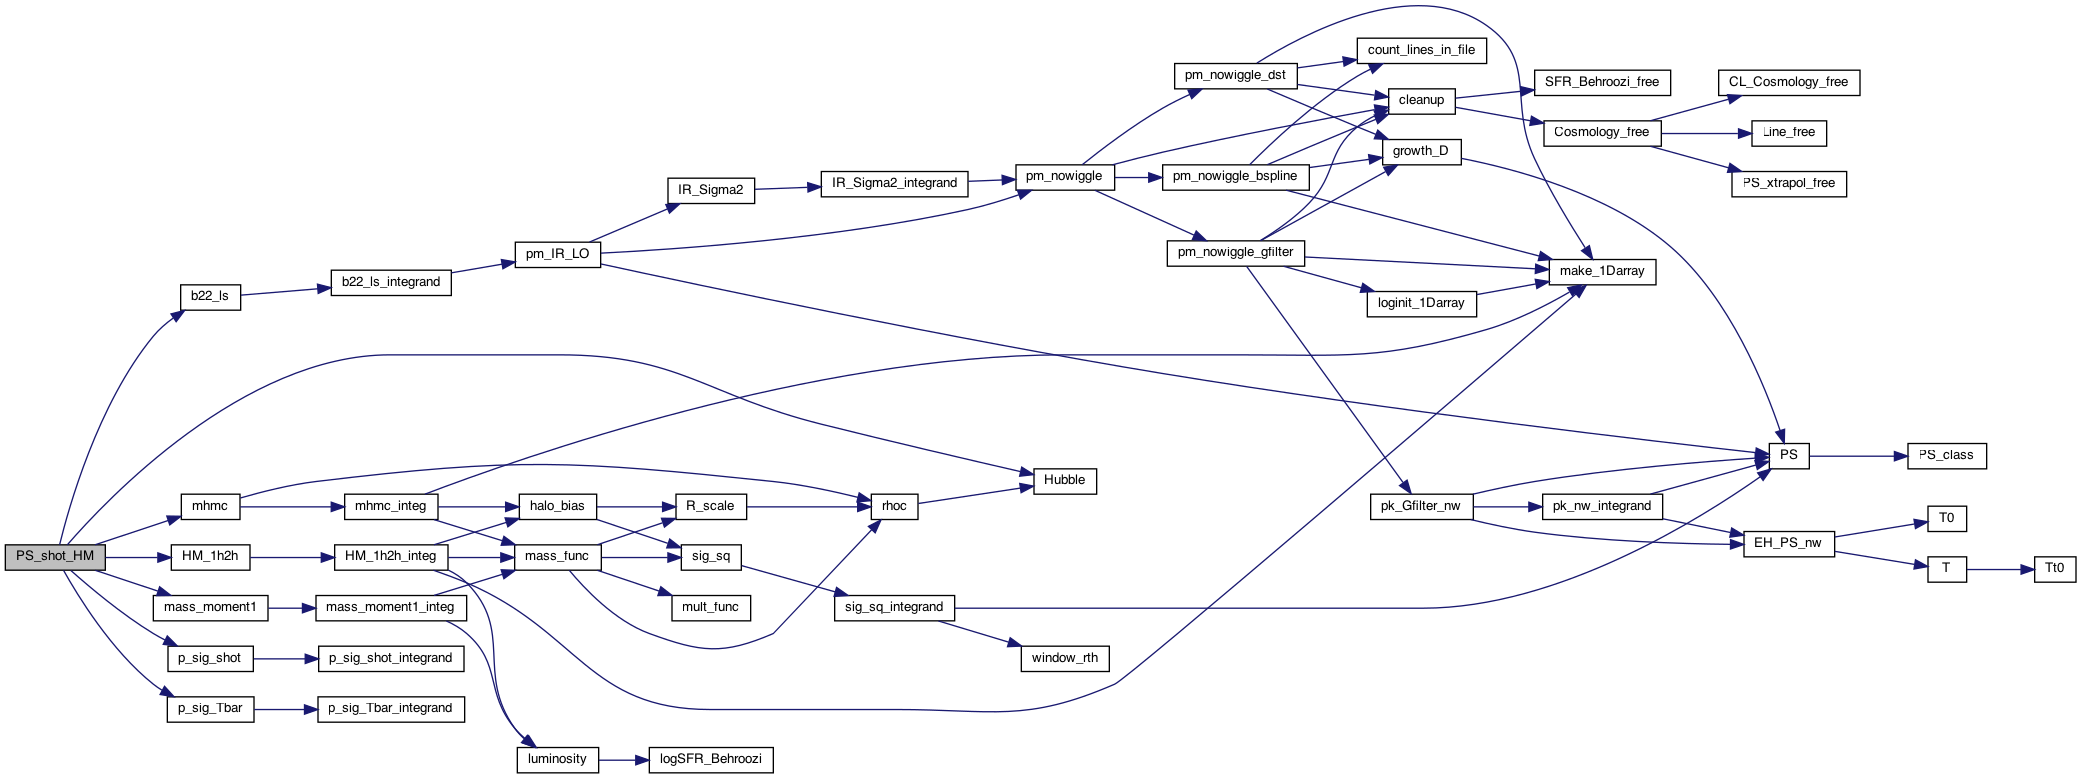 PS_shot_HM
b22_ls
b22_ls_integrand
pm_IR_LO
IR_Sigma2
IR_Sigma2_integrand
pm_nowiggle
pm_nowiggle_dst
pm_nowiggle_bspline
pm_nowiggle_gfilter
count_lines_in_file
cleanup
growth_D
loginit_1Darray
make_1Darray
SFR_Behroozi_free
Cosmology_free
CL_Cosmology_free
Line_free
PS_xtrapol_free
pk_Gfilter_nw
pk_nw_integrand
PS
PS_class
EH_PS_nw
T0
T
Tt0
Hubble
mhmc
mhmc_integ
halo_bias
R_scale
rhoc
HM_1h2h
HM_1h2h_integ
mass_func
sig_sq
mass_moment1
mass_moment1_integ
mult_func
sig_sq_integrand
window_rth
p_sig_shot
p_sig_shot_integrand
p_sig_Tbar
p_sig_Tbar_integrand
luminosity
logSFR_Behroozi